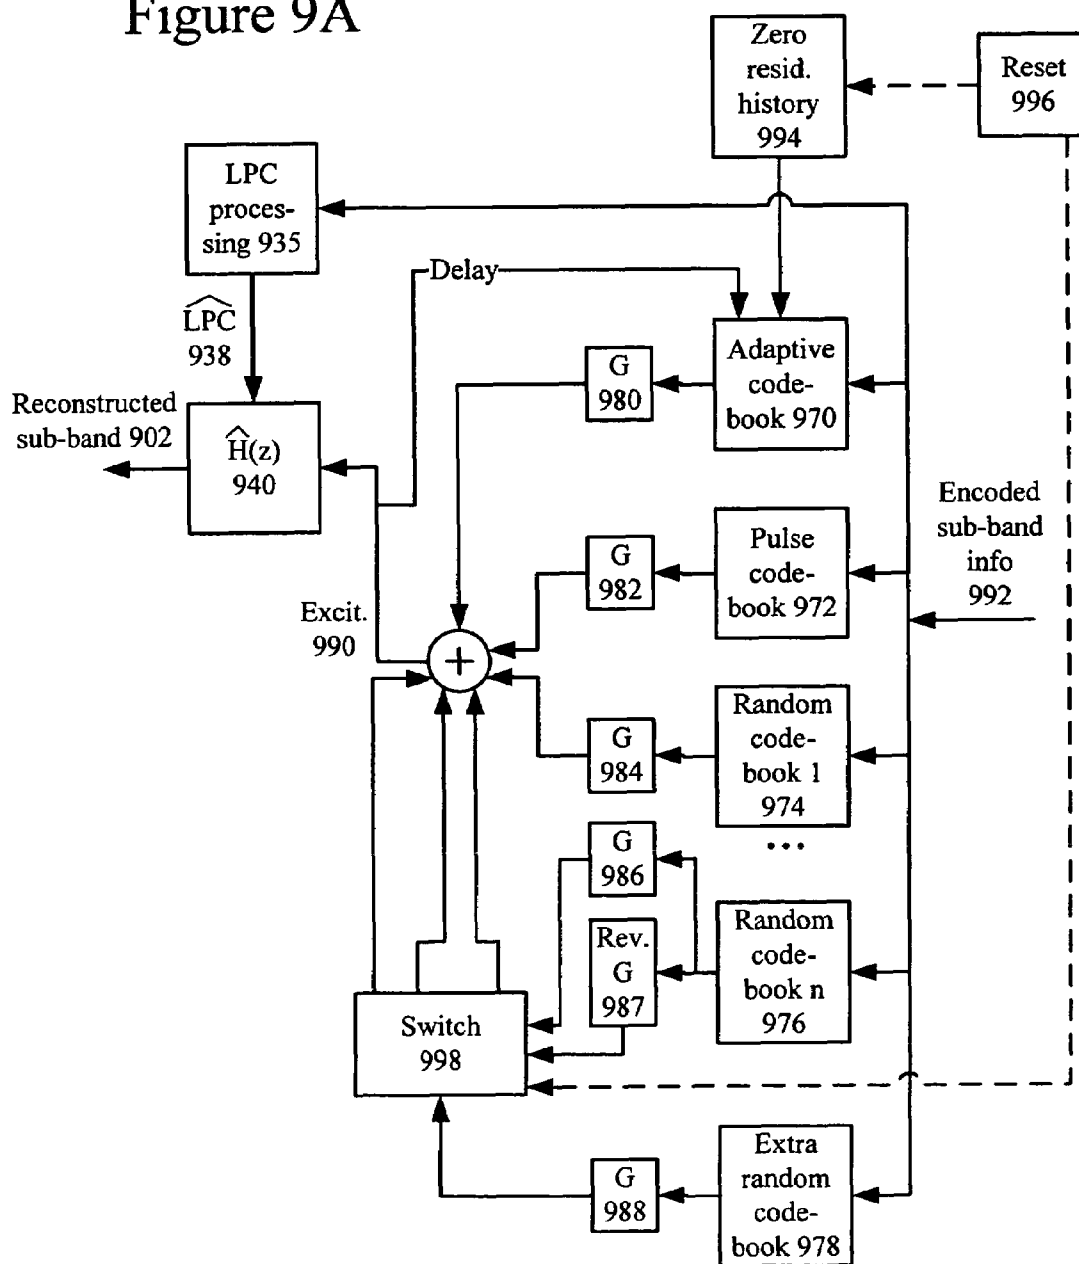 Figure 9A
Zero
resid.
history
994
Reset
996
LPC
proces-
sing 935
Delay
LPC
938
Adaptive
code-
book 970
G
980
Reconstructed
sub-band 902
Ĥ(z)
940
Encoded
sub-band
info
992
Pulse
code-
book 972
G
982
Excit.
990
+
Random
code-
book 1
974
G
984
...
G
986
Rev.
G
987
Random
code-
book n
976
Switch
998
Extra
random
code-
book 978
G
988